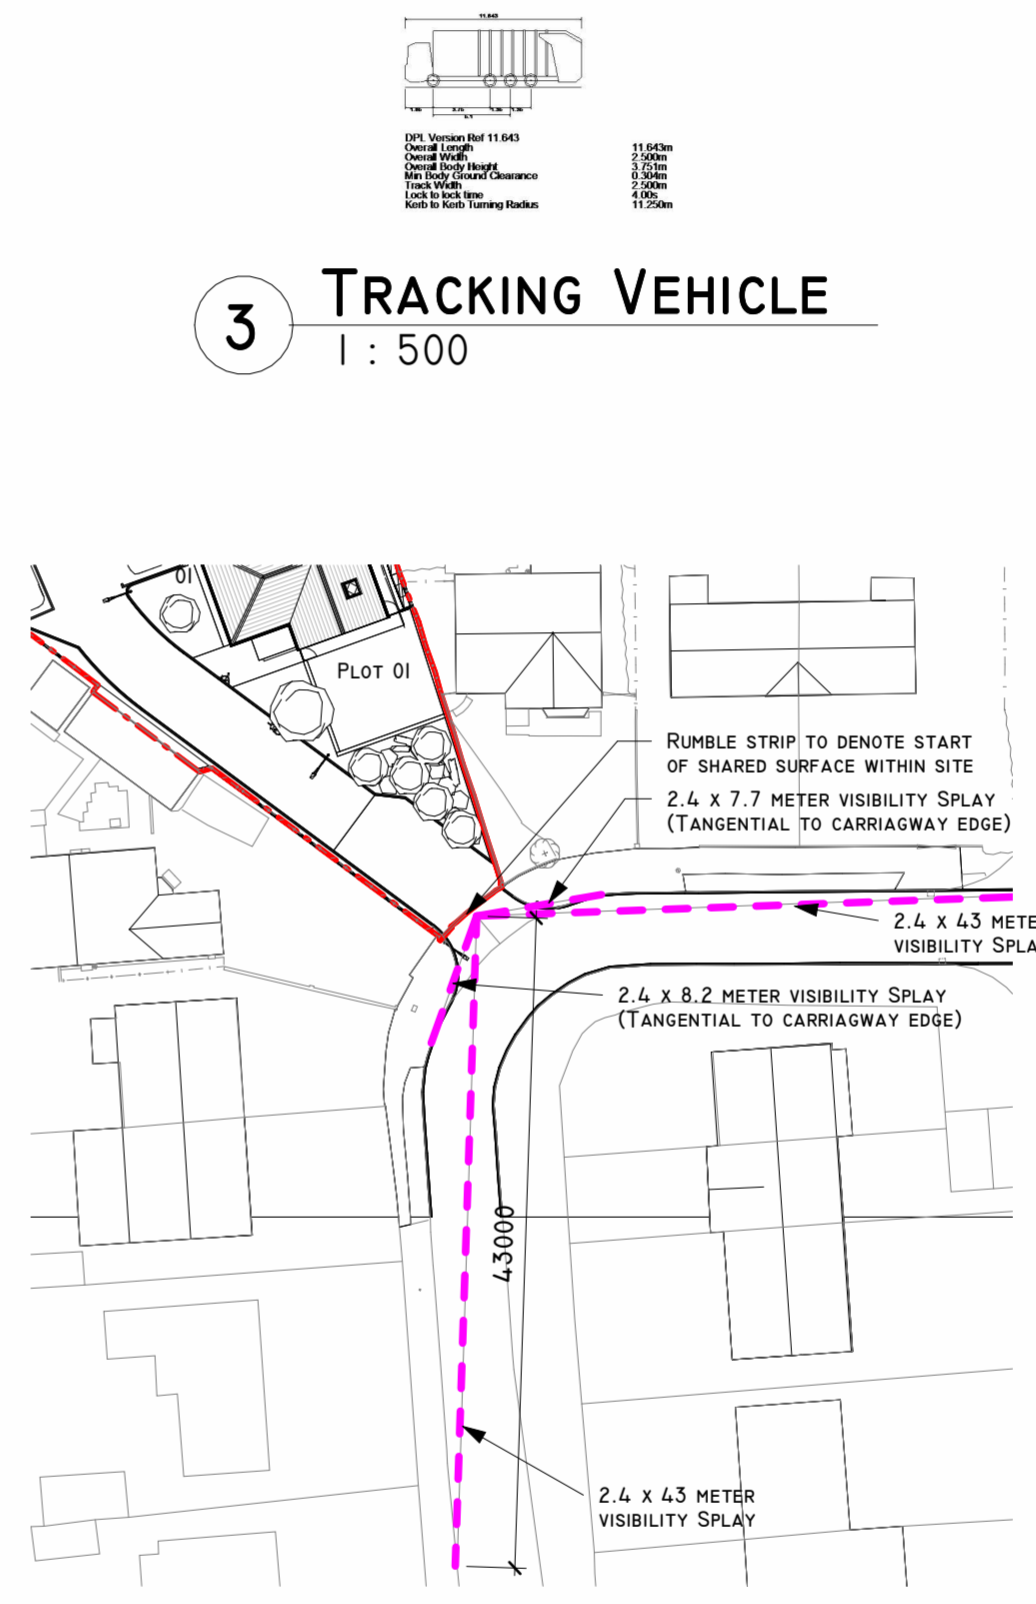 11.643
DPL Version Ref 11.643
Overall Length 11.643m
Overall Width 2.500m
Overall Body Height 3.751m
Min Body Ground Clearance 0.304m
Track Width 2.500m
Lock to lock time 4.00s
Kerb to Kerb Turning Radius 11.250m
3
TRACKING VEHICLE
1 : 500
01
PLOT 01
RUMBLE STRIP TO DENOTE START
OF SHARED SURFACE WITHIN SITE
2.4 X 7.7 METER VISIBILITY SPLAY
(TANGENTIAL TO CARRIAGWAY EDGE)
2.4 X 43 METE
VISIBILITY SPLA
2.4 X 8.2 METER VISIBILITY SPLAY
(TANGENTIAL TO CARRIAGWAY EDGE)
43000
2.4 X 43 METER
VISIBILITY SPLAY